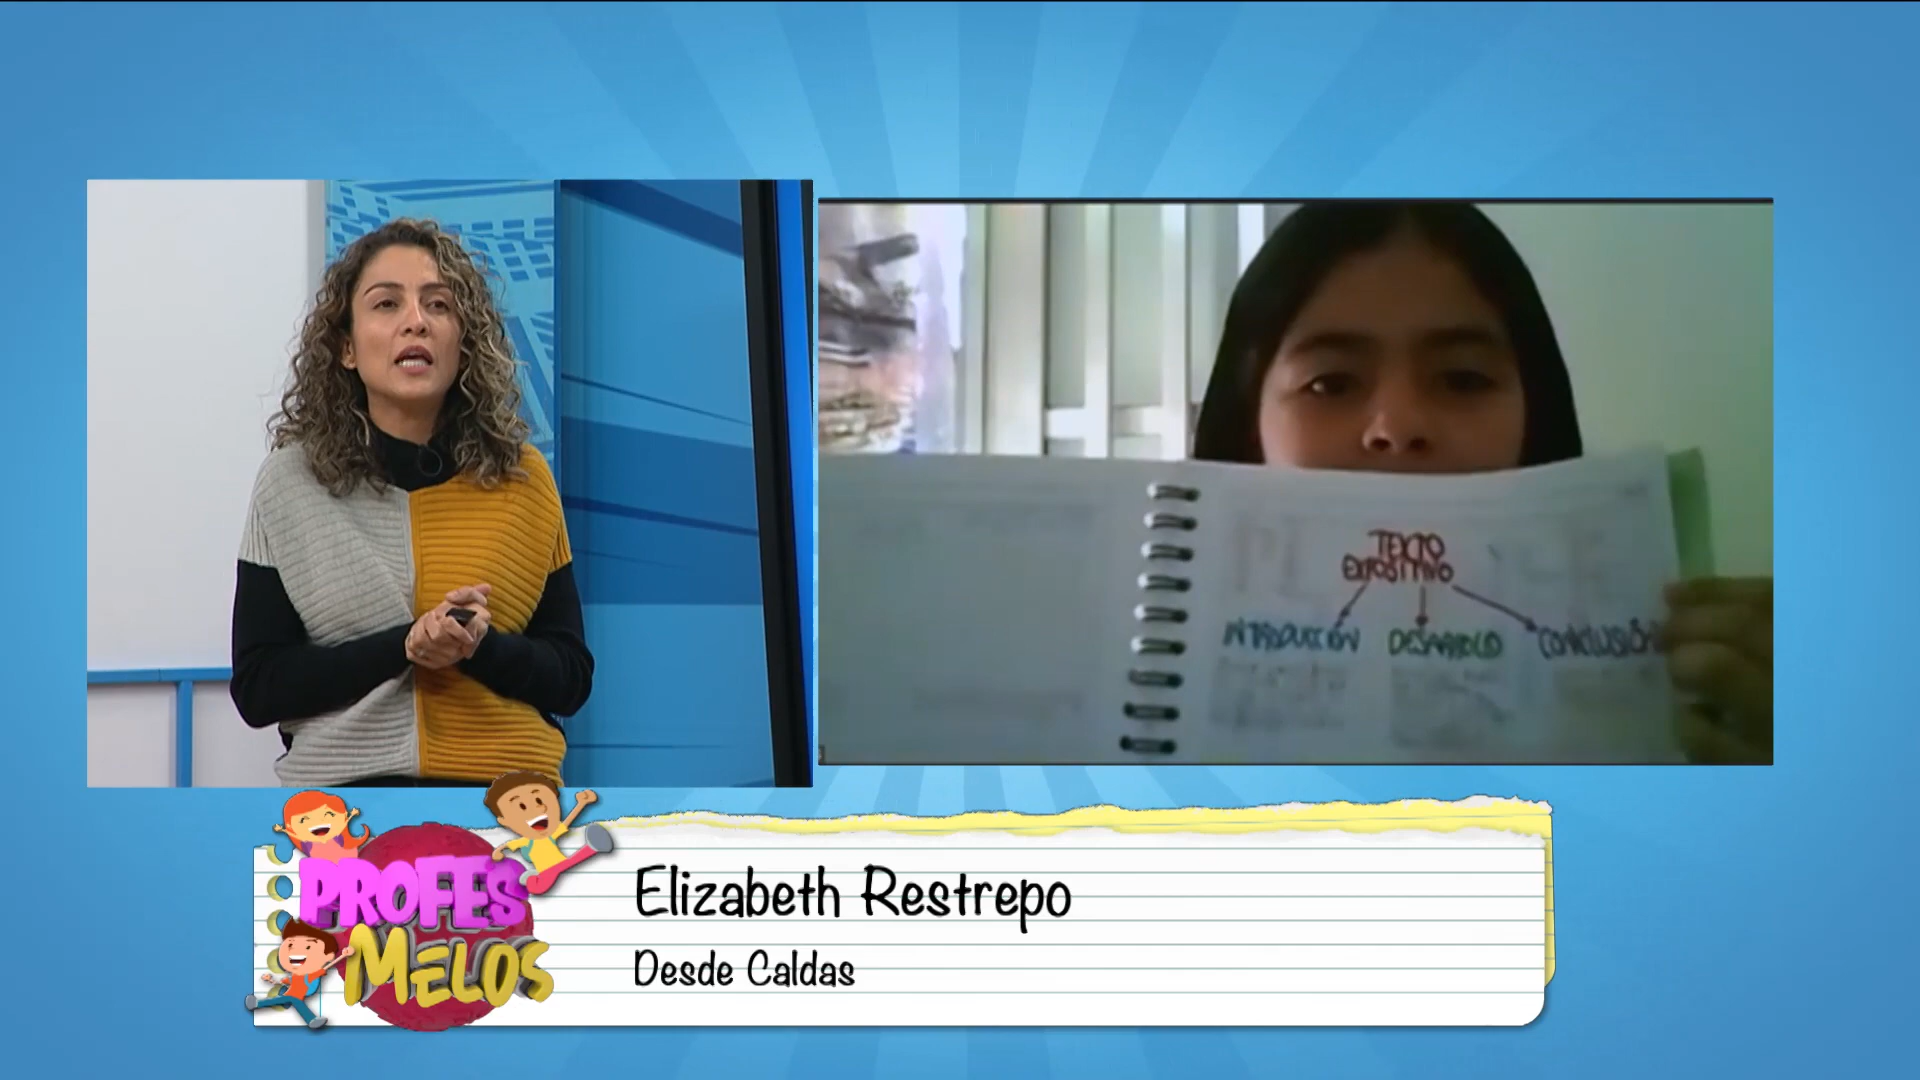 TEXTO
EXPOSITIVO
INTRODUCCIÓN DESARROLLO CONCLUSIÓN
PROFES
MELOS
Elizabeth Restrepo
Desde Caldas